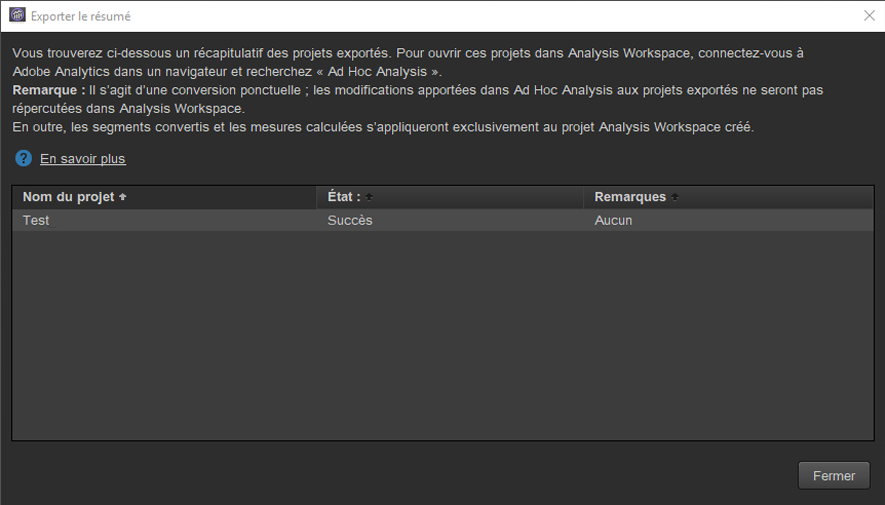 Exporter le résumé
Vous trouverez ci-dessous un récapitulatif des projets exportés. Pour ouvrir ces projets dans Analysis Workspace, connectez-vous à
Adobe Analytics dans un navigateur et recherchez « Ad Hoc Analysis ».
Remarque : Il s'agit d'une conversion ponctuelle ; les modifications apportées dans Ad Hoc Analysis aux projets exportés ne seront pas
répercutées dans Analysis Workspace.
En outre, les segments convertis et les mesures calculées s'appliqueront exclusivement au projet Analysis Workspace créé.
? En savoir plus
Nom du projet État : Remarques
Test Succès Aucun
Fermer